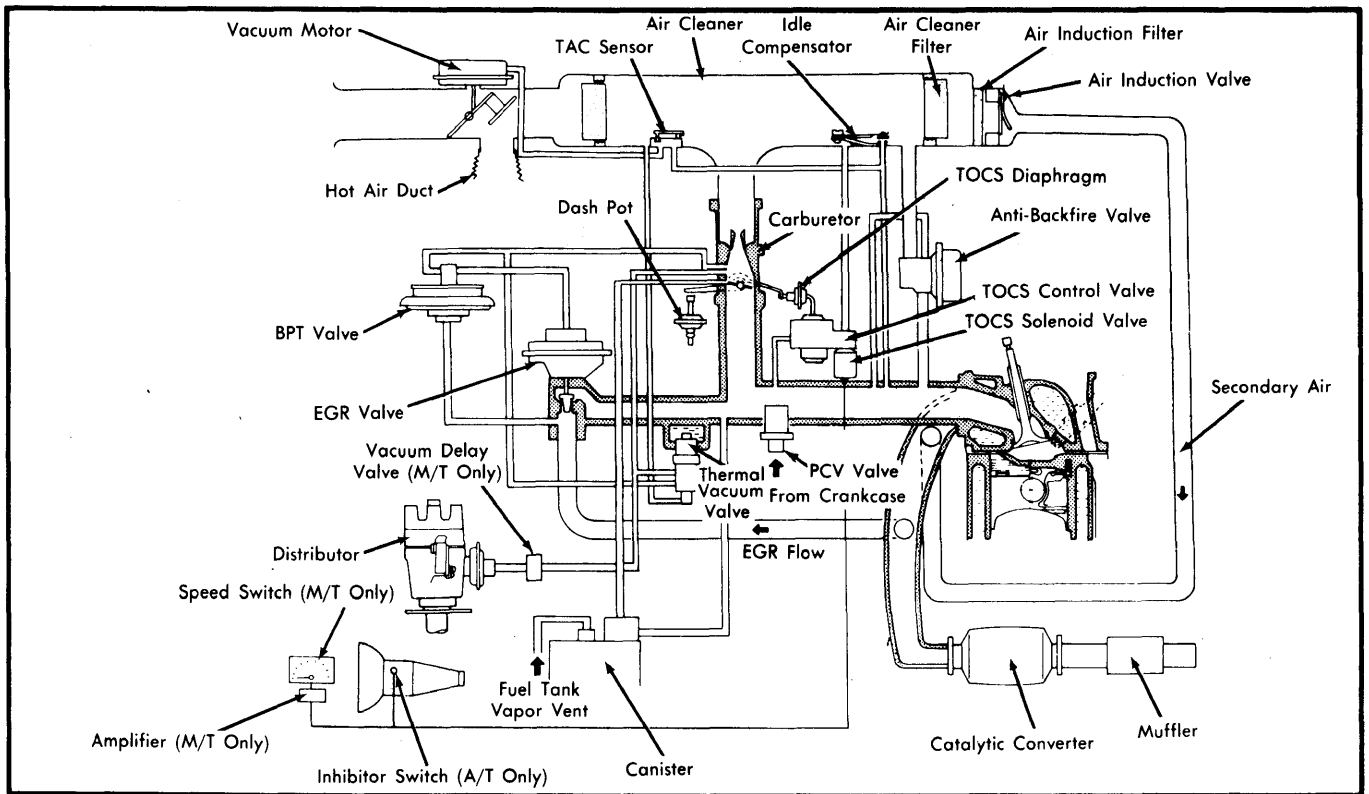 Vacuum Motor
TAC Sensor
Air Cleaner
Idle
Compensator
Air Cleaner
Filter
Air Induction Filter
Air Induction Valve
Hot Air Duct
Dash Pot
TOCS Diaphragm
Carburetor
Anti-Backfire Valve
BPT Valve
TOCS Control Valve
TOCS Solenoid Valve
EGR Valve
Secondary Air
Vacuum Delay
Valve (M/T Only)
Thermal
Vacuum
Valve
PCV Valve
From Crankcase
Distributor
EGR Flow
Speed Switch (M/T Only)
Fuel Tank
Vapor Vent
Amplifier (M/T Only)
Inhibitor Switch (A/T Only)
Canister
Catalytic Converter
Muffler